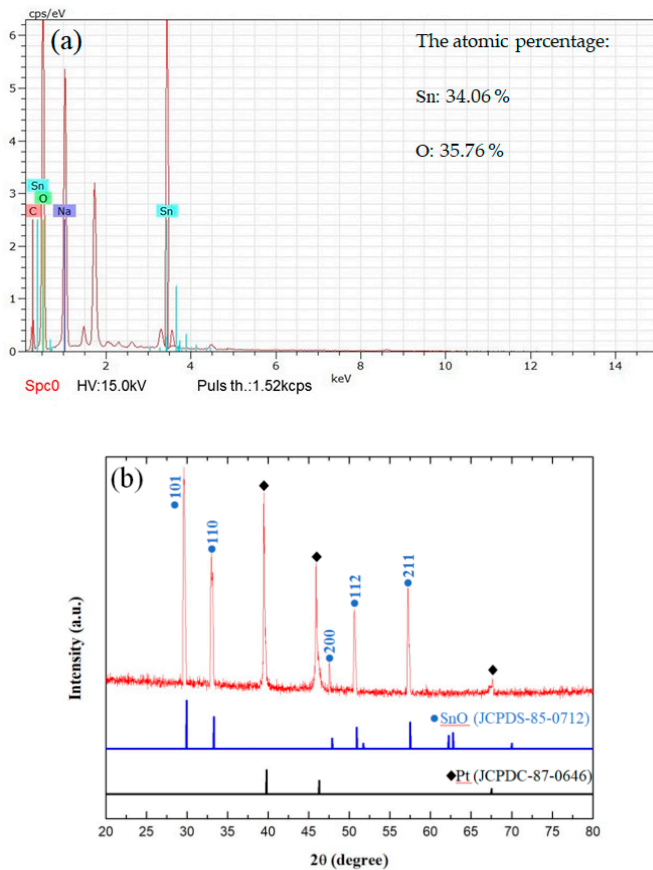 cps/eV
(a)
The atomic percentage:
Sn: 34.06 %
O: 35.76 %
6
5
4
3
2
1
0
Sn
O
C
Na
Sn
2
4
6
8
10
12
14
keV
Spc0 HV:15.0kV Puls th.:1.52kcps
(b)
101
110
200
112
211
Intensity (a.u.)
SnO (JCPDS-85-0712)
Pt (JCPDC-87-0646)
20 25 30 35 40 45 50 55 60 65 70 75 80
2θ (degree)